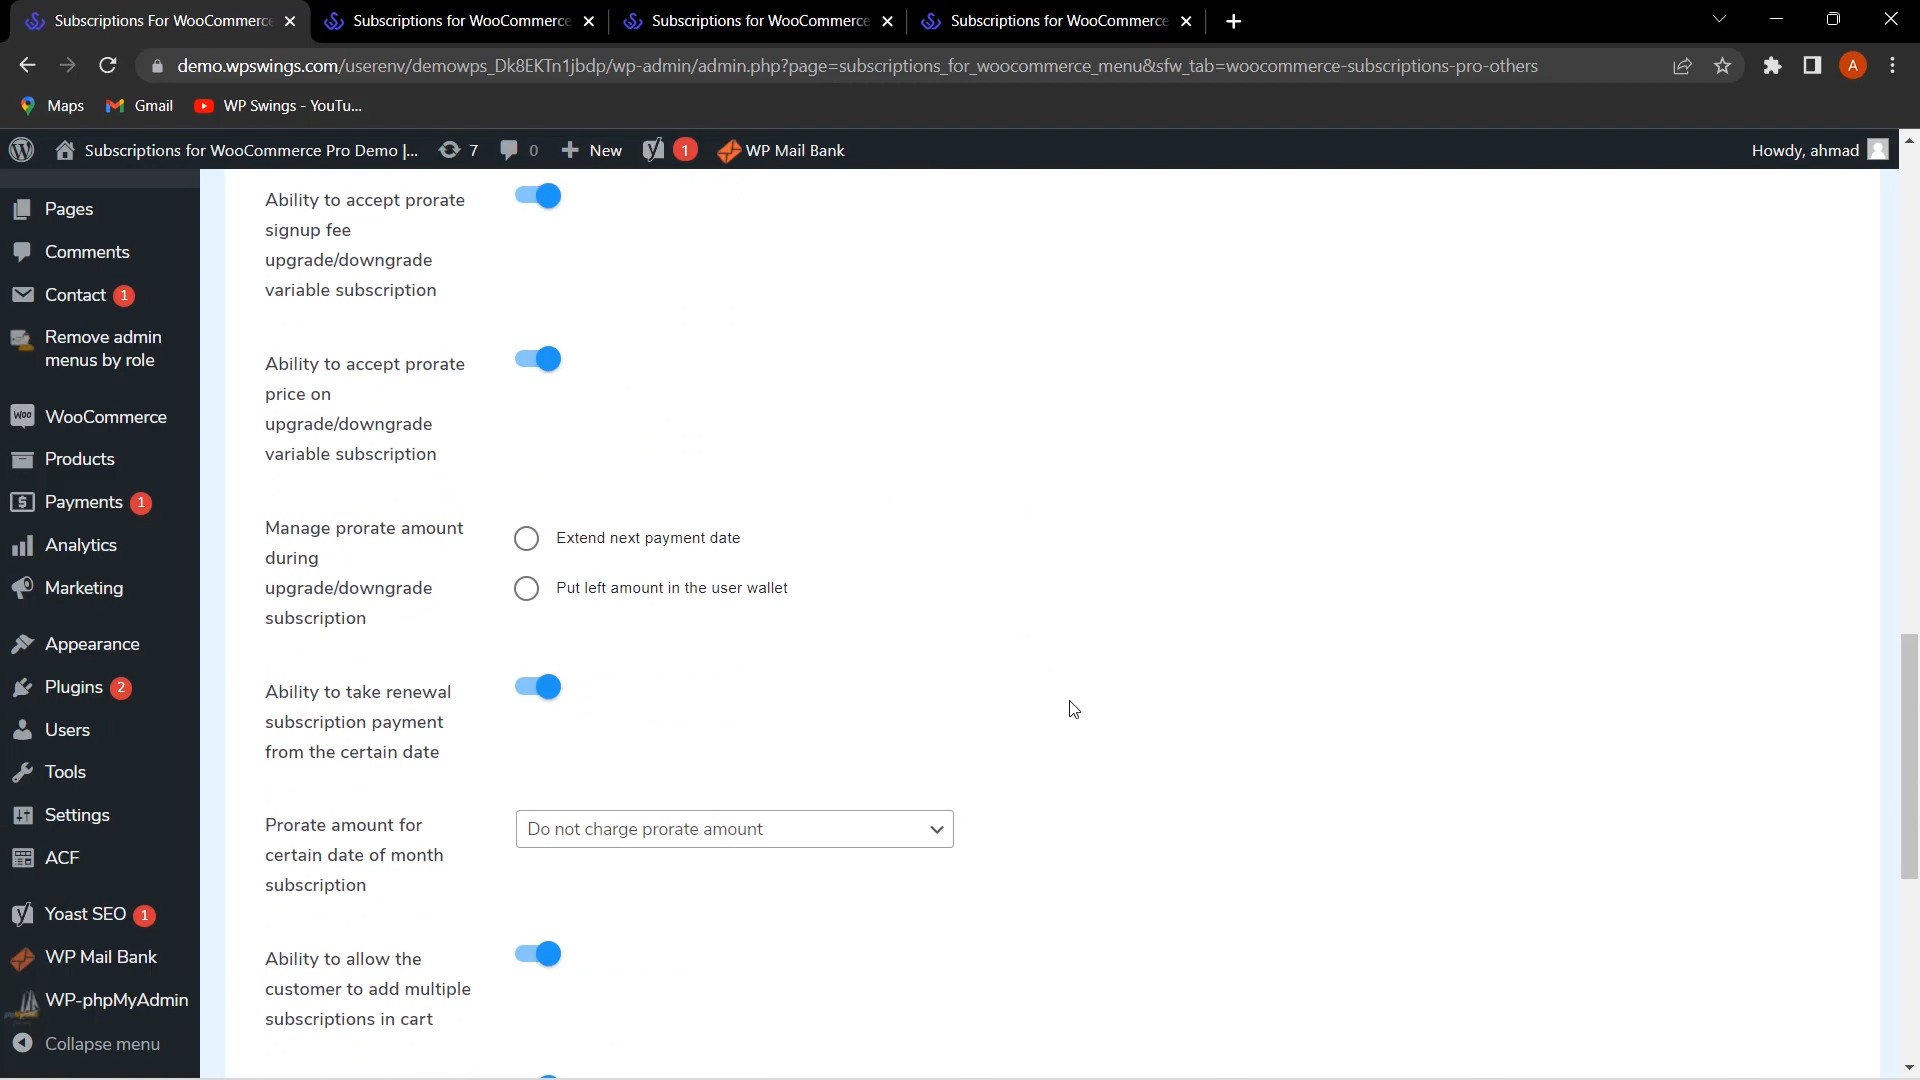 Subscriptions For WooCommerce
Subscriptions for WooCommerce
Subscriptions for WooCommerce
Subscriptions for WooCommerce
demo.wpswings.com/userenv/demowps_Dk8EKTn1jbdp/wp-admin/admin.php?page=subscriptions_for_woocommerce_menu&sfw_tab=woocommerce-subscriptions-pro-others
A
Maps
Gmail
WP Swings - YouTu...
Subscriptions for WooCommerce Pro Demo |...
7
0
New
1
WP Mail Bank
Howdy, ahmad
Pages
Comments
Contact 1
Remove admin
menus by role
WooCommerce
Products
Payments 1
Analytics
Marketing
Appearance
Plugins 2
Users
Tools
Settings
ACF
Yoast SEO 1
WP Mail Bank
WP-phpMyAdmin
Collapse menu
Ability to accept prorate
signup fee
upgrade/downgrade
variable subscription
Ability to accept prorate
price on
upgrade/downgrade
variable subscription
Manage prorate amount
during
upgrade/downgrade
subscription
Extend next payment date
Put left amount in the user wallet
Ability to take renewal
subscription payment
from the certain date
Prorate amount for
certain date of month
subscription
Do not charge prorate amount
Ability to allow the
customer to add multiple
subscriptions in cart